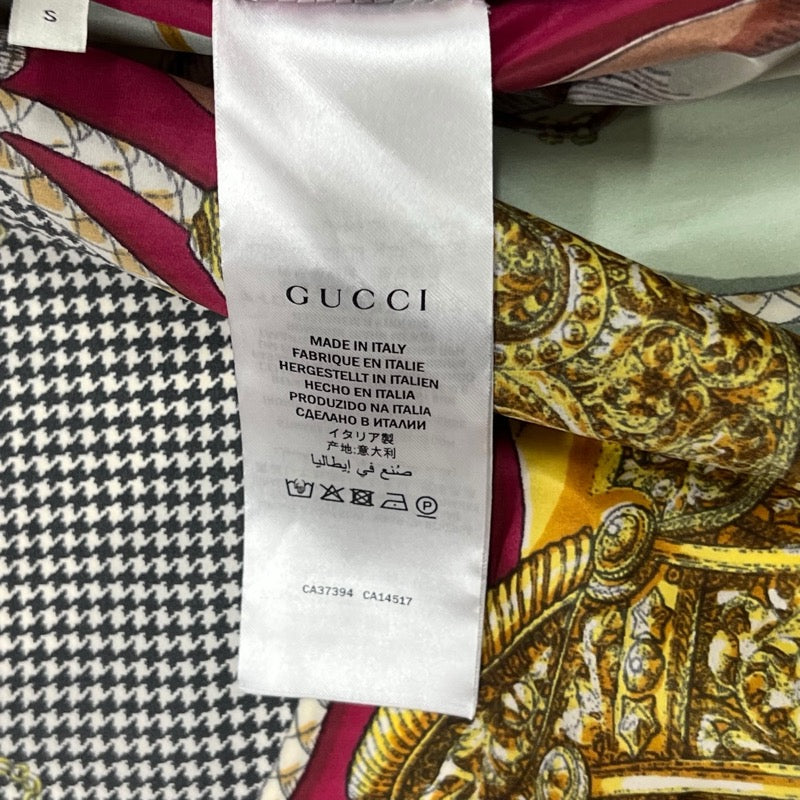 S
GUCCI
MADE IN ITALY
FABRIQUE EN ITALIE
HERGESTELLT IN ITALIEN
HECHO EN ITALIA
PRODUZIDO NA ITALIA
СДЕЛАНО В ИТАЛИИ
イタリア製
产地:意大利
صُنع في إيطاليا
P
CA37394 CA14517